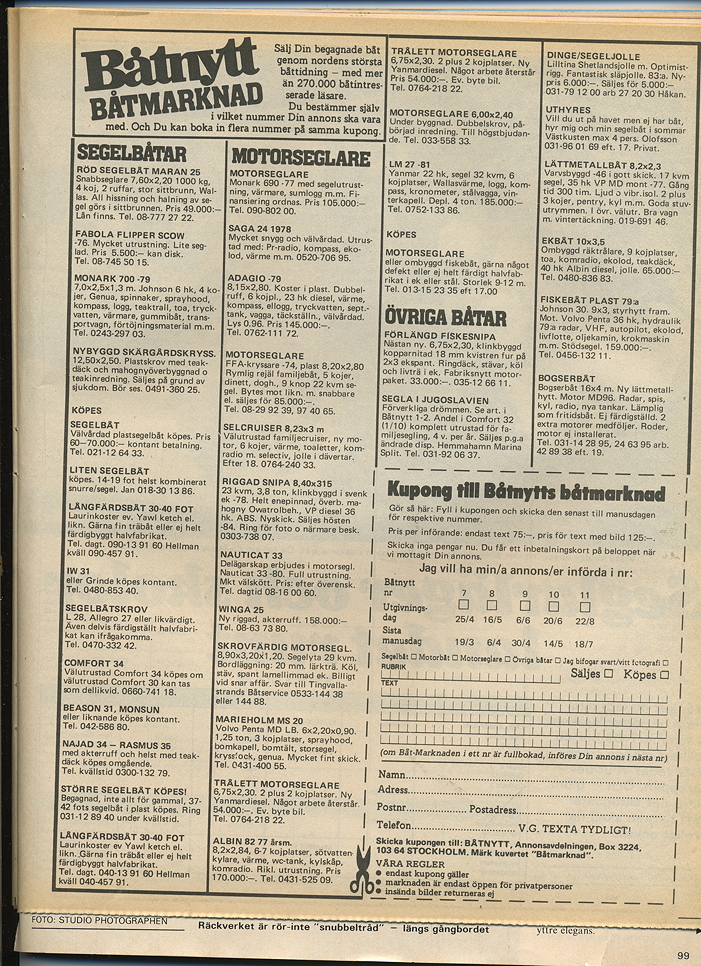 Båtnytt
BÅTMARKNAD
Sälj Din begagnade båt
genom nordens största
båttidning – med mer
än 270.000 båtintres-
serade läsare.
Du bestämmer själv
i vilket nummer Din annons ska vara
med. Och Du kan boka in flera nummer på samma kupong.
SEGELBÅTAR
RÖD SEGELBÅT MARAN 25
Snabbseglare 7,60x2,20 1000 kg,
4 koj, 2 ruffar, stor sittbrunn, Wal-
las. All hissning och halning av se-
gel görs i sittbrunnen. Pris 49.000:—
Lån finns. Tel. 08-777 27 22.
FABOLA FLIPPER SCOW
-76. Mycket utrustning. Lite seg-
lad. Pris 5.500:— kan disk.
Tel. 08-745 50 15.
MONARK 700 -79
7,0x2,5x1,3 m. Johnson 6 hk, 4 ko-
jer, Genua, spinnaker, sprayhood,
kompass, logg, teaktrall, toa, tryck-
vatten, värmare, gummibåt, trans-
portvagn, förtöjningsmaterial m.m.
Tel. 0243-297 03.
NYBYGGD SKÄRGÅRDSKRYSS.
12,50x2,50. Plastskrov med teak-
däck och mahognyöverbyggnad o
teakinredning. Säljes på grund av
sjukdom. Bör ses. 0491-360 25.
KÖPES
SEGELBÅT
Välvårdad plastsegelbåt köpes. Pris
60—70.000:— kontant betalning.
Tel. 021-12 64 33.
LITEN SEGELBÅT
köpes. 14-19 fot helst kombinerat
snurre/segel. Jan 018-30 13 86.
LÅNGFÄRDSBÅT 30-40 FOT
Laurinkoster ev. Yawl ketch el.
likn. Gärna fin träbåt eller ej helt
färdigbyggt halvfabrikat.
Tel. dagt. 090-13 91 60 Hellman
kväll 090-457 91.
IW 31
eller Grinde köpes kontant.
Tel. 0480-853 40.
SEGELBÅTSKROV
L 28, Allegro 27 eller likvärdigt.
Även delvis färdigställt halvfabri-
kat kan ifrågakomma.
Tel. 0470-332 42.
COMFORT 34
Välutrustad Comfort 34 köpes om
välutrustad Comfort 30 kan tas
som dellikvid. 0660-741 18.
BEASON 31, MONSUN
eller liknande köpes kontant.
Tel. 042-586 80.
NAJAD 34 — RASMUS 35
med akterruff och helst med teak-
däck köpes omgående.
Tel. kvällstid 0300-132 79.
STÖRRE SEGELBÅT KÖPES!
Begagnad, inte allt för gammal, 37-
42 fots segelbåt i plast köpes. Ring
031-12 89 40 under kvällstid.
LÅNGFÄRDSBÅT 30-40 FOT
Laurinkoster ev Yawl ketch el.
likn. Gärna fin träbåt eller ej helt
färdigbyggt halvfabrikat.
Tel. dagt. 040-13 91 60 Hellman
kväll 040-457 91.
MOTORSEGLARE
MOTORSEGLARE
Monark 690 -77 med segelutrust-
ning, värmare, sumlogg m.m. Fi-
nansiering ordnas. Pris 105.000:—
Tel. 090-802 00.
SAGA 24 1978
Mycket snygg och välvårdad. Utrus-
tad med: Pr-radio, kompass, eko-
lod, värme m.m. 0520-706 95.
ADAGIO -79
8,15x2,80. Koster i plast. Dubbel-
ruff, 6 kojpl., 23 hk diesel, värme,
kompass, ellogg, tryckvatten, sept.-
tank, vagga, täckställn., välvårdad.
Lys 0.96. Pris 145.000:—.
Tel. 0762-111 72.
MOTORSEGLARE
FFA-kryssare -74, plast 8,20x2,80
Rymlig rejäl familjebåt, 5 kojer,
dinett, dogh., 9 knop 22 kvm se-
gel. Bytes mot likn. m. snabbare
el. säljes för 85.000:—.
Tel. 08-29 92 39, 97 40 65.
SELCRUISER 8,23x3 m
Välutrustad familjecruiser, ny mo-
tor, 6 kojer, värme, toaletter, kom-
radio m. selectiv, jolle i dävertar.
Efter 18. 0764-240 33.
RIGGAD SNIPA 8,40x315
23 kvm, 3,8 ton, klinkbyggd i svenk
ek -78. Helt enepinnad, överb. ma-
hogny Owatrolbeh., VP diesel 36
hk. ABS. Nyskick. Säljes hösten
-84. Ring för foto o närmare besk.
0303-738 07.
NAUTICAT 33
Delägarskap erbjudes i motorsegl.
Nauticat 33 -80. Full utrustning.
Mkt välskött. Pris: efter överensk.
Tel. dagtid 08-16 00 60.
WINGA 25
Ny riggad, akterruff. 158.000:—
Tel. 08-63 73 80.
SKROVFÄRDIG MOTORSEGL.
8,90x3,20x1,20. Segelyta 29 kvm.
Bordläggning: 20 mm. lärkträ. Köl,
stäv, spant lamellimmad ek. Billigt
vid snar affär. Svar till Tingvalla-
strands Båtservice 0533-144 38
eller 144 88.
MARIEHOLM MS 20
Volvo Penta MD LB. 6x2,20x0,90.
1,25 ton, 3 kojplatser, sprayhood,
bomkapell, bomtält, storsegel,
kryssfock, genua. Mycket fint skick.
Tel. 0431-400 55.
TRÄLETT MOTORSEGLARE
6,75x2,30. 2 plus 2 kojplatser. Ny
Yanmardiesel. Något arbete återstår.
54.000:—. Ev. byte bil.
Tel. 0764-218 22.
ALBIN 82 77 årsm.
8,2x2,84, 6-7 kojplatser, sötvatten-
kylare, värme, wc-tank, kylskåp,
komradio. Rikl. utrustning. Pris
170.000:—. Tel. 0431-525 09.
TRÄLETT MOTORSEGLARE
6,75x2,30. 2 plus 2 kojplatser. Ny
Yanmardiesel. Något arbete återstår
Pris 54.000:—. Ev. byte bil.
Tel. 0764-218 22.
MOTORSEGLARE 6,00x2,40
Under byggnad. Dubbelskrov, på-
börjad inredning. Till högstbjudan-
de. Tel. 033-558 33.
LM 27 -81
Yanmar 22 hk, segel 32 kvm, 6
kojplatser, Wallasvärme, logg, kom-
pass, kronometer, stålvagga, vin-
terkapell. Depl. 4 ton. 185.000:—
Tel. 0752-133 86.
KÖPES
MOTORSEGLARE
eller ombyggd fiskebåt, gärna något
defekt eller ej helt färdigt halvfab-
rikat i ek eller stål. Storlek 9-12 m.
Tel. 013-15 23 35 eft 17.00
ÖVRIGA BÅTAR
FÖRLÄNGD FISKESNIPA
Nästan ny. 6,75x2,30, klinkbyggd
kopparnitad 18 mm kvistren fur på
2x3 ekspant. Ringdäck, stävar, köl
och livträ i ek. Fabriksnytt motor-
paket. 33.000:—. 035-12 66 11.
SEGLA I JUGOSLAVIEN
Förverkliga drömmen. Se art. i
Båtnytt 1-2. Andel i Comfort 32
(1/10) komplett utrustad för fa-
miljesegling, 4 v. per år. Säljes p.g.a
ändrade disp. Hemmahamn Marina
Split. Tel. 031-92 06 37.
DINGE/SEGELJOLLE
Lilltina Shetlandsjolle m. Optimist-
rigg. Fantastisk släpjolle. 83:a. Ny-
pris 6.000:—. Säljes för 5.000:—
031-79 12 00 arb 27 20 30 Håkan.
UTHYRES
Vill du ut på havet men ej har båt,
hyr mig och min segelbåt i sommar
Västkusten max 4 pers. Olofsson
031-96 01 69 eft. 17. Privat.
LÄTTMETALLBÅT 8,2x2,3
Varvsbyggd -46 i gott skick. 17 kvm
segel, 35 hk VP MD mont -77. Gång
tid 300 tim. Ljud o vibr.isol. 2 plus
3 kojer, pentry, kyl m.m. Goda stuv-
utrymmen. I övr. välutr. Bra vagn
m. vintertäckning. 019-691 46.
EKBÅT 10x3,5
Ombyggd räktrålare, 9 kojplatser,
toa, komradio, ekolod, teakdäck,
40 hk Albin diesel, jolle. 65.000:—
Tel. 0480-836 83.
FISKEBÅT PLAST 79:a
Johnson 30. 9x3, styrhytt fram.
Mot. Volvo Penta 36 hk, hydraulik
79:a radar, VHF, autopilot, ekolod,
livflotte, oljekamin, krokmaskin
m.m. Stödsegel. 159.000:—.
Tel. 0456-132 11.
BOGSERBÅT
Bogserbåt 16x4 m. Ny lättmetall-
hytt. Motor MD96. Radar, spis,
kyl, radio, nya tankar. Lämplig
som fritidsbåt. Ej färdigställd. 2
extra motorer medföljer. Roder,
motor ej installerat.
Tel. 031-14 28 95, 24 63 95 arb.
42 89 38 eft. 19.
Kupong till Båtnytts båtmarknad
Gör så här: Fyll i kupongen och skicka den senast till manusdagen
för respektive nummer.
Pris per införande: endast text 75:—, pris för text med bild 125:—.
Skicka inga pengar nu. Du får ett inbetalningskort på beloppet när
vi mottagit Din annons.
Jag vill ha min/a annons/er införda i nr:
Båtnytt
nr 7 8 9 10 11
Utgivnings-
dag 25/4 16/5 6/6 20/6 22/8
Sista
manusdag 19/3 6/4 30/4 14/5 18/7
Segelbåt □ Motorbåt □ Motorseglare □ Övriga båtar □ Jag bifogar svart/vitt fotografi □
RUBRIK
Säljes □ Köpes □
TEXT
(om Båt-Marknaden i ett nr är fullbokad, införes Din annons i nästa nr)
Namn
Adress
Postnr Postadress
Telefon V.G. TEXTA TYDLIGT!
Skicka kupongen till: BÅTNYTT, Annonsavdelningen, Box 3224,
103 64 STOCKHOLM. Märk kuvertet "Båtmarknad".
VÅRA REGLER
● endast kupong gäller
● marknaden är endast öppen för privatpersoner
● insända bilder returneras ej
FOTO: STUDIO PHOTOGRAPHEN
Räckverket är rör-inte "snubbeltråd" — längs gångbordet
yttre elegans.
99